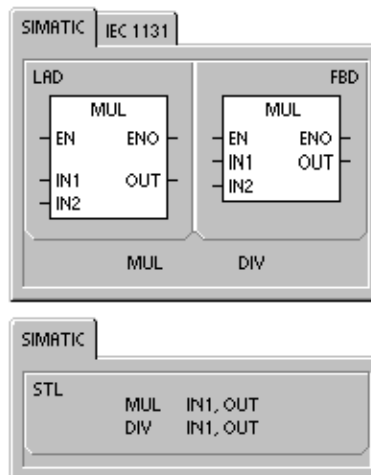 SIMATIC IEC 1131
LAD FBD
MUL MUL
EN ENO EN ENO
IN1 OUT IN1 OUT
IN2 IN2
MUL DIV
SIMATIC
STL
MUL IN1, OUT
DIV IN1, OUT